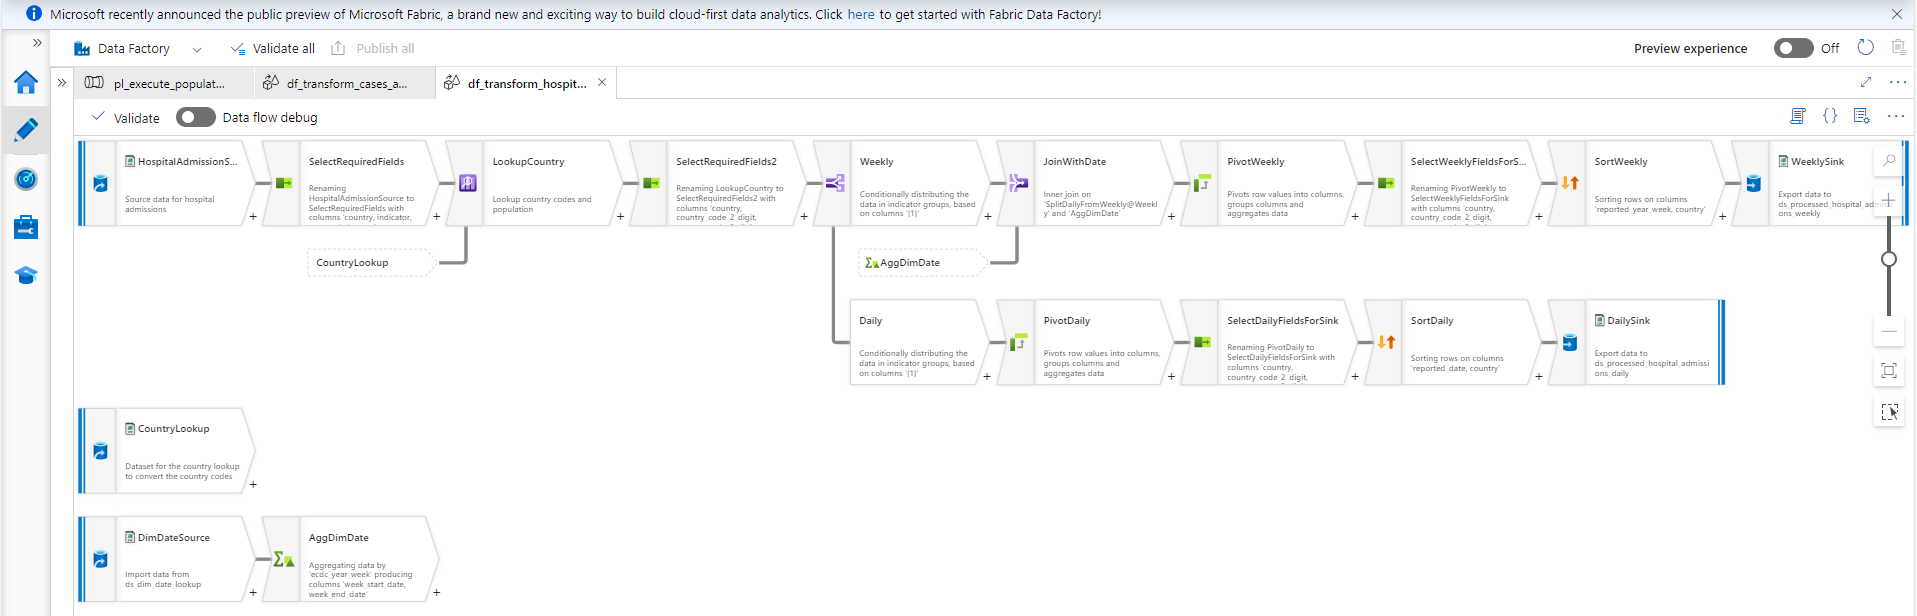 Microsoft recently announced the public preview of Microsoft Fabric, a brand new and exciting way to build cloud-first data analytics. Click here to get started with Fabric Data Factory!
Data Factory
Validate all
Publish all
Preview experience
Off
pl_execute_populat...
df_transform_cases_a...
df_transform_hospit...
Validate
Data flow debug
HospitalAdmissionS...
Source data for hospital
admissions
SelectRequiredFields
Renaming
HospitalAdmissionSource to
SelectRequiredFields with
columns 'country, indicator,
LookupCountry
Lookup country codes and
population
SelectRequiredFields2
Renaming LookupCountry to
SelectRequiredFields2 with
columns 'country,
country_code_2_digit,
Weekly
Conditionally distributing the
data in indicator groups, based
on columns '{1}'
JoinWithDate
Inner join on
'SplitDailyFromWeekly@Weekl
y' and 'AggDimDate'
PivotWeekly
Pivots row values into columns,
groups columns and
aggregates data
SelectWeeklyFieldsForS...
Renaming PivotWeekly to
SelectWeeklyFieldsForSink
with columns 'country,
country_code_2_digit,
SortWeekly
Sorting rows on columns
'reported_year_week, country'
WeeklySink
Export data to
ds_processed_hospital_admissi
ons_weekly
CountryLookup
AggDimDate
Daily
Conditionally distributing the
data in indicator groups, based
on columns '{1}'
PivotDaily
Pivots row values into columns,
groups columns and
aggregates data
SelectDailyFieldsForSink
Renaming PivotDaily to
SelectDailyFieldsForSink with
columns 'country,
country_code_2_digit,
SortDaily
Sorting rows on columns
'reported_date, country'
DailySink
Export data to
ds_processed_hospital_admissi
ons_daily
CountryLookup
Dataset for the country lookup
to convert the country codes
DimDateSource
Import data from
ds_dim_date_lookup
AggDimDate
Aggregating data by
'ecdc_year_week' producing
columns 'week_start_date,
week_end_date'